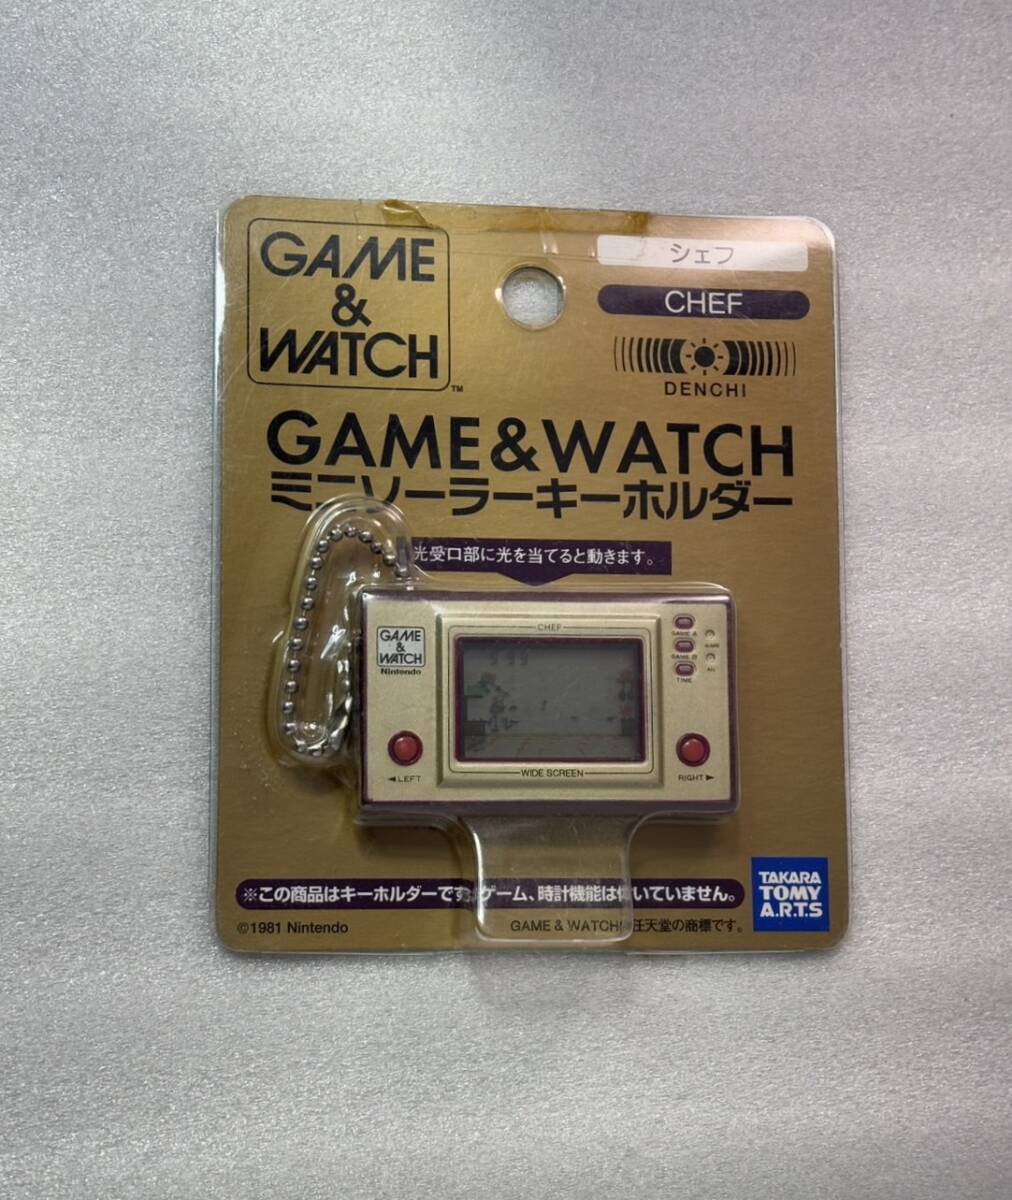 GAME
&
WATCH
TM
シェフ
CHEF
DENCHI
GAME&WATCH
ミニソーラーキーホルダー
光受口部に光を当てると動きます。
GAME
&
WATCH
Nintendo
CHEF
GAME A
GAME B
TIME
ALARM
ACL
◄LEFT
WIDE SCREEN
RIGHT►
※この商品はキーホルダーです。ゲーム、時計機能は付いていません。
©1981 Nintendo
GAME & WATCHは任天堂の商標です。
TAKARA
TOMY
A.R.T.S